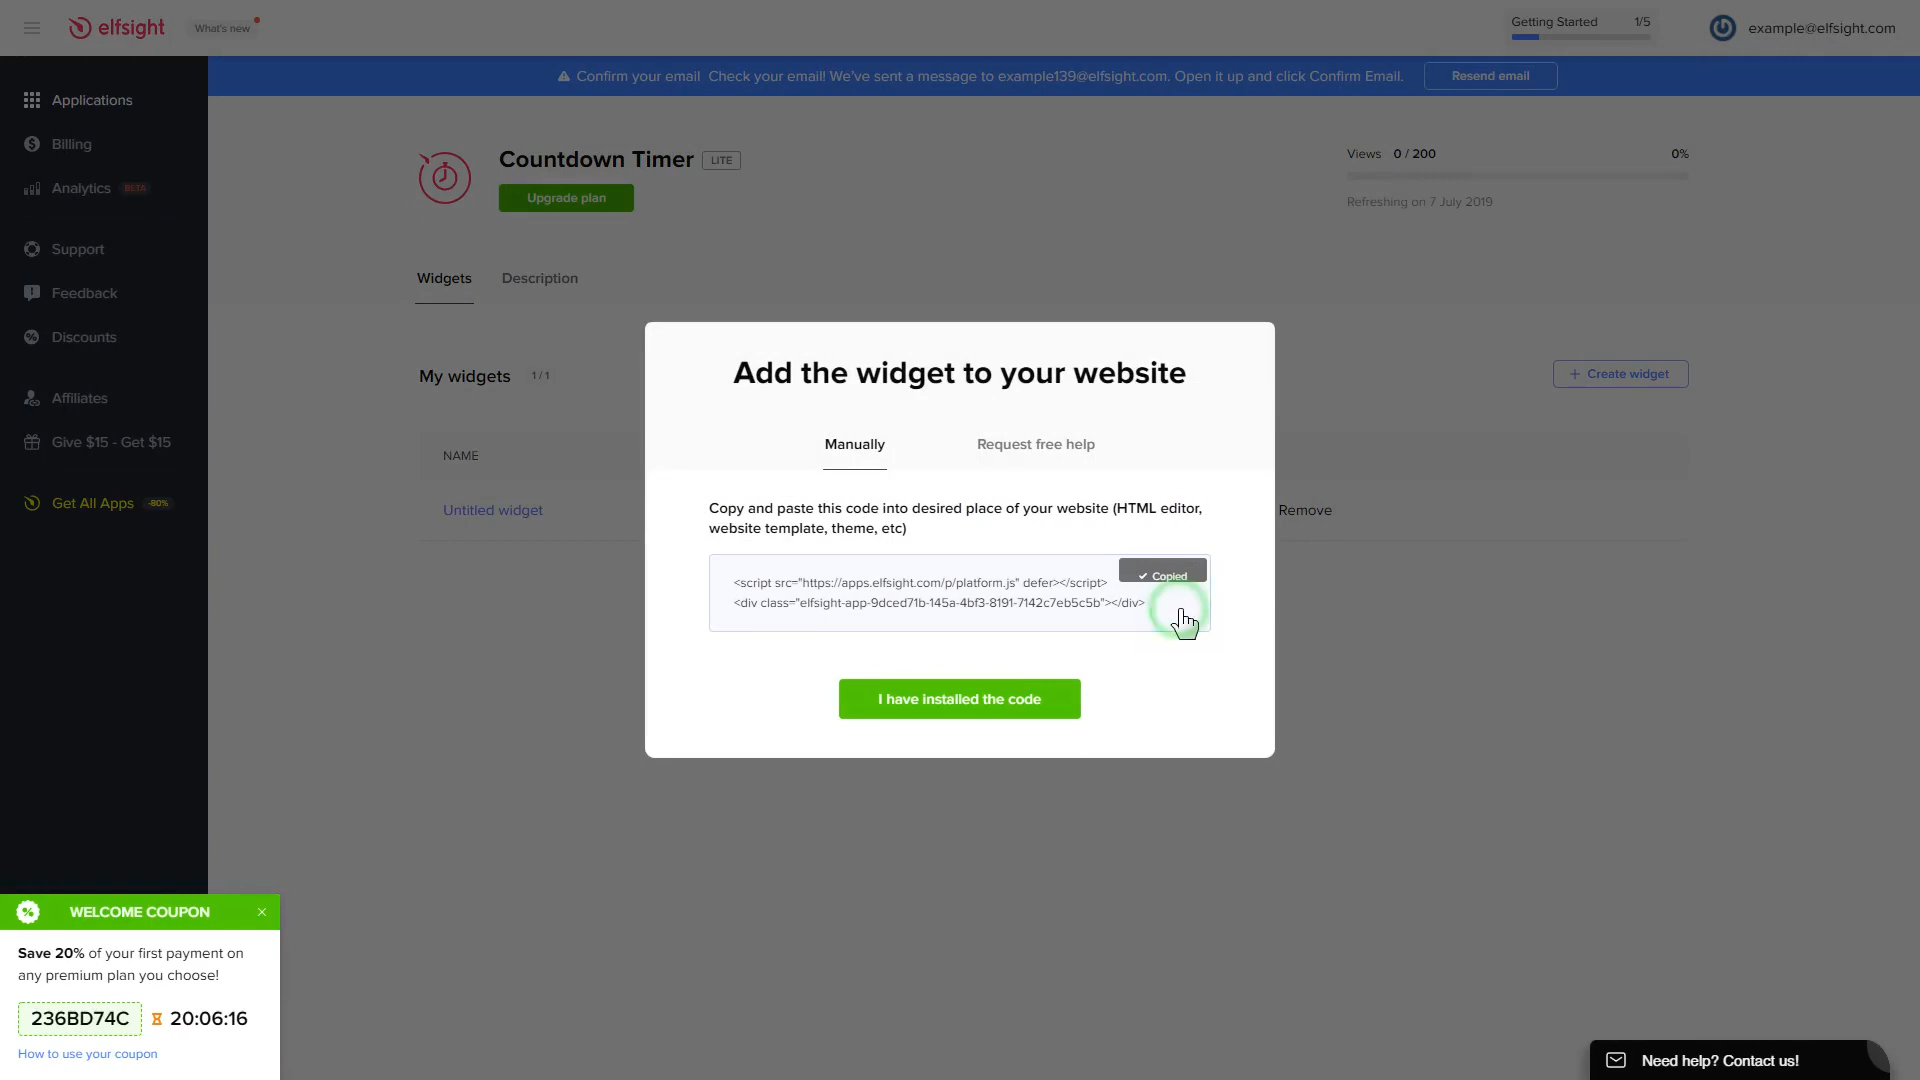 elfsight
What's new
Getting Started 1/5
example@elfsight.com
Confirm your email Check your email! We've sent a message to example139@elfsight.com. Open it up and click Confirm Email.
Resend email
Applications
Billing
Analytics BETA
Support
Feedback
Discounts
Affiliates
Give $15 - Get $15
Get All Apps -80%
Countdown Timer LITE
Upgrade plan
Views 0 / 200 0%
Refreshing on 7 July 2019
Widgets Description
My widgets 1 / 1
+ Create widget
NAME
Untitled widget
Remove
Add the widget to your website
Manually Request free help
Copy and paste this code into desired place of your website (HTML editor,
website template, theme, etc)
Copied
<script src="https://apps.elfsight.com/p/platform.js" defer></script>
<div class="elfsight-app-9dced71b-145a-4bf3-8191-7142c7eb5c5b"></div>
I have installed the code
WELCOME COUPON
Save 20% of your first payment on
any premium plan you choose!
236BD74C 20:06:16
How to use your coupon
Need help? Contact us!